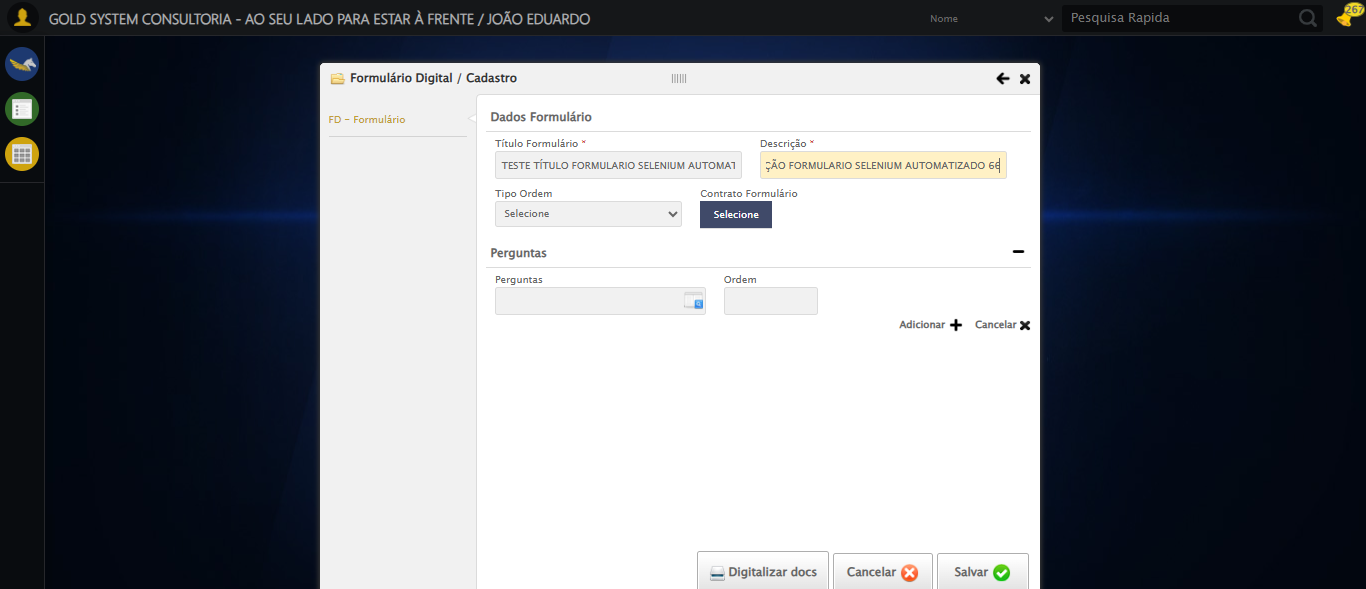 GOLD SYSTEM CONSULTORIA - AO SEU LADO PARA ESTAR À FRENTE / JOÃO EDUARDO
Nome
Pesquisa Rapida
267
Formulário Digital / Cadastro
FD - Formulário
Dados Formulário
Título Formulário *
Descrição *
TESTE TÍTULO FORMULARIO SELENIUM AUTOMAT
ÇÃO FORMULARIO SELENIUM AUTOMATIZADO 66
Tipo Ordem
Contrato Formulário
Selecione
Selecione
Perguntas
Perguntas
Ordem
Adicionar
Cancelar
Digitalizar docs
Cancelar
Salvar